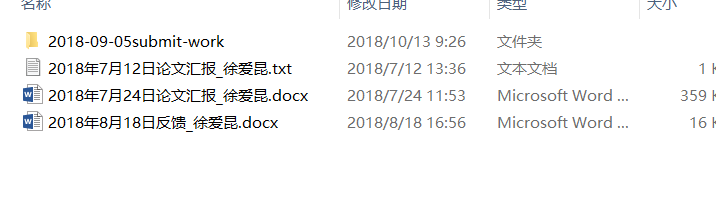 名称 修改日期 类型 大小
2018-09-05submit-work 2018/10/13 9:26 文件夹
2018年7月12日论文汇报_徐爱昆.txt 2018/7/12 13:36 文本文档 1 K
2018年7月24日论文汇报_徐爱昆.docx 2018/7/24 11:53 Microsoft Word ... 359 K
2018年8月18日反馈_徐爱昆.docx 2018/8/18 16:56 Microsoft Word ... 16 K